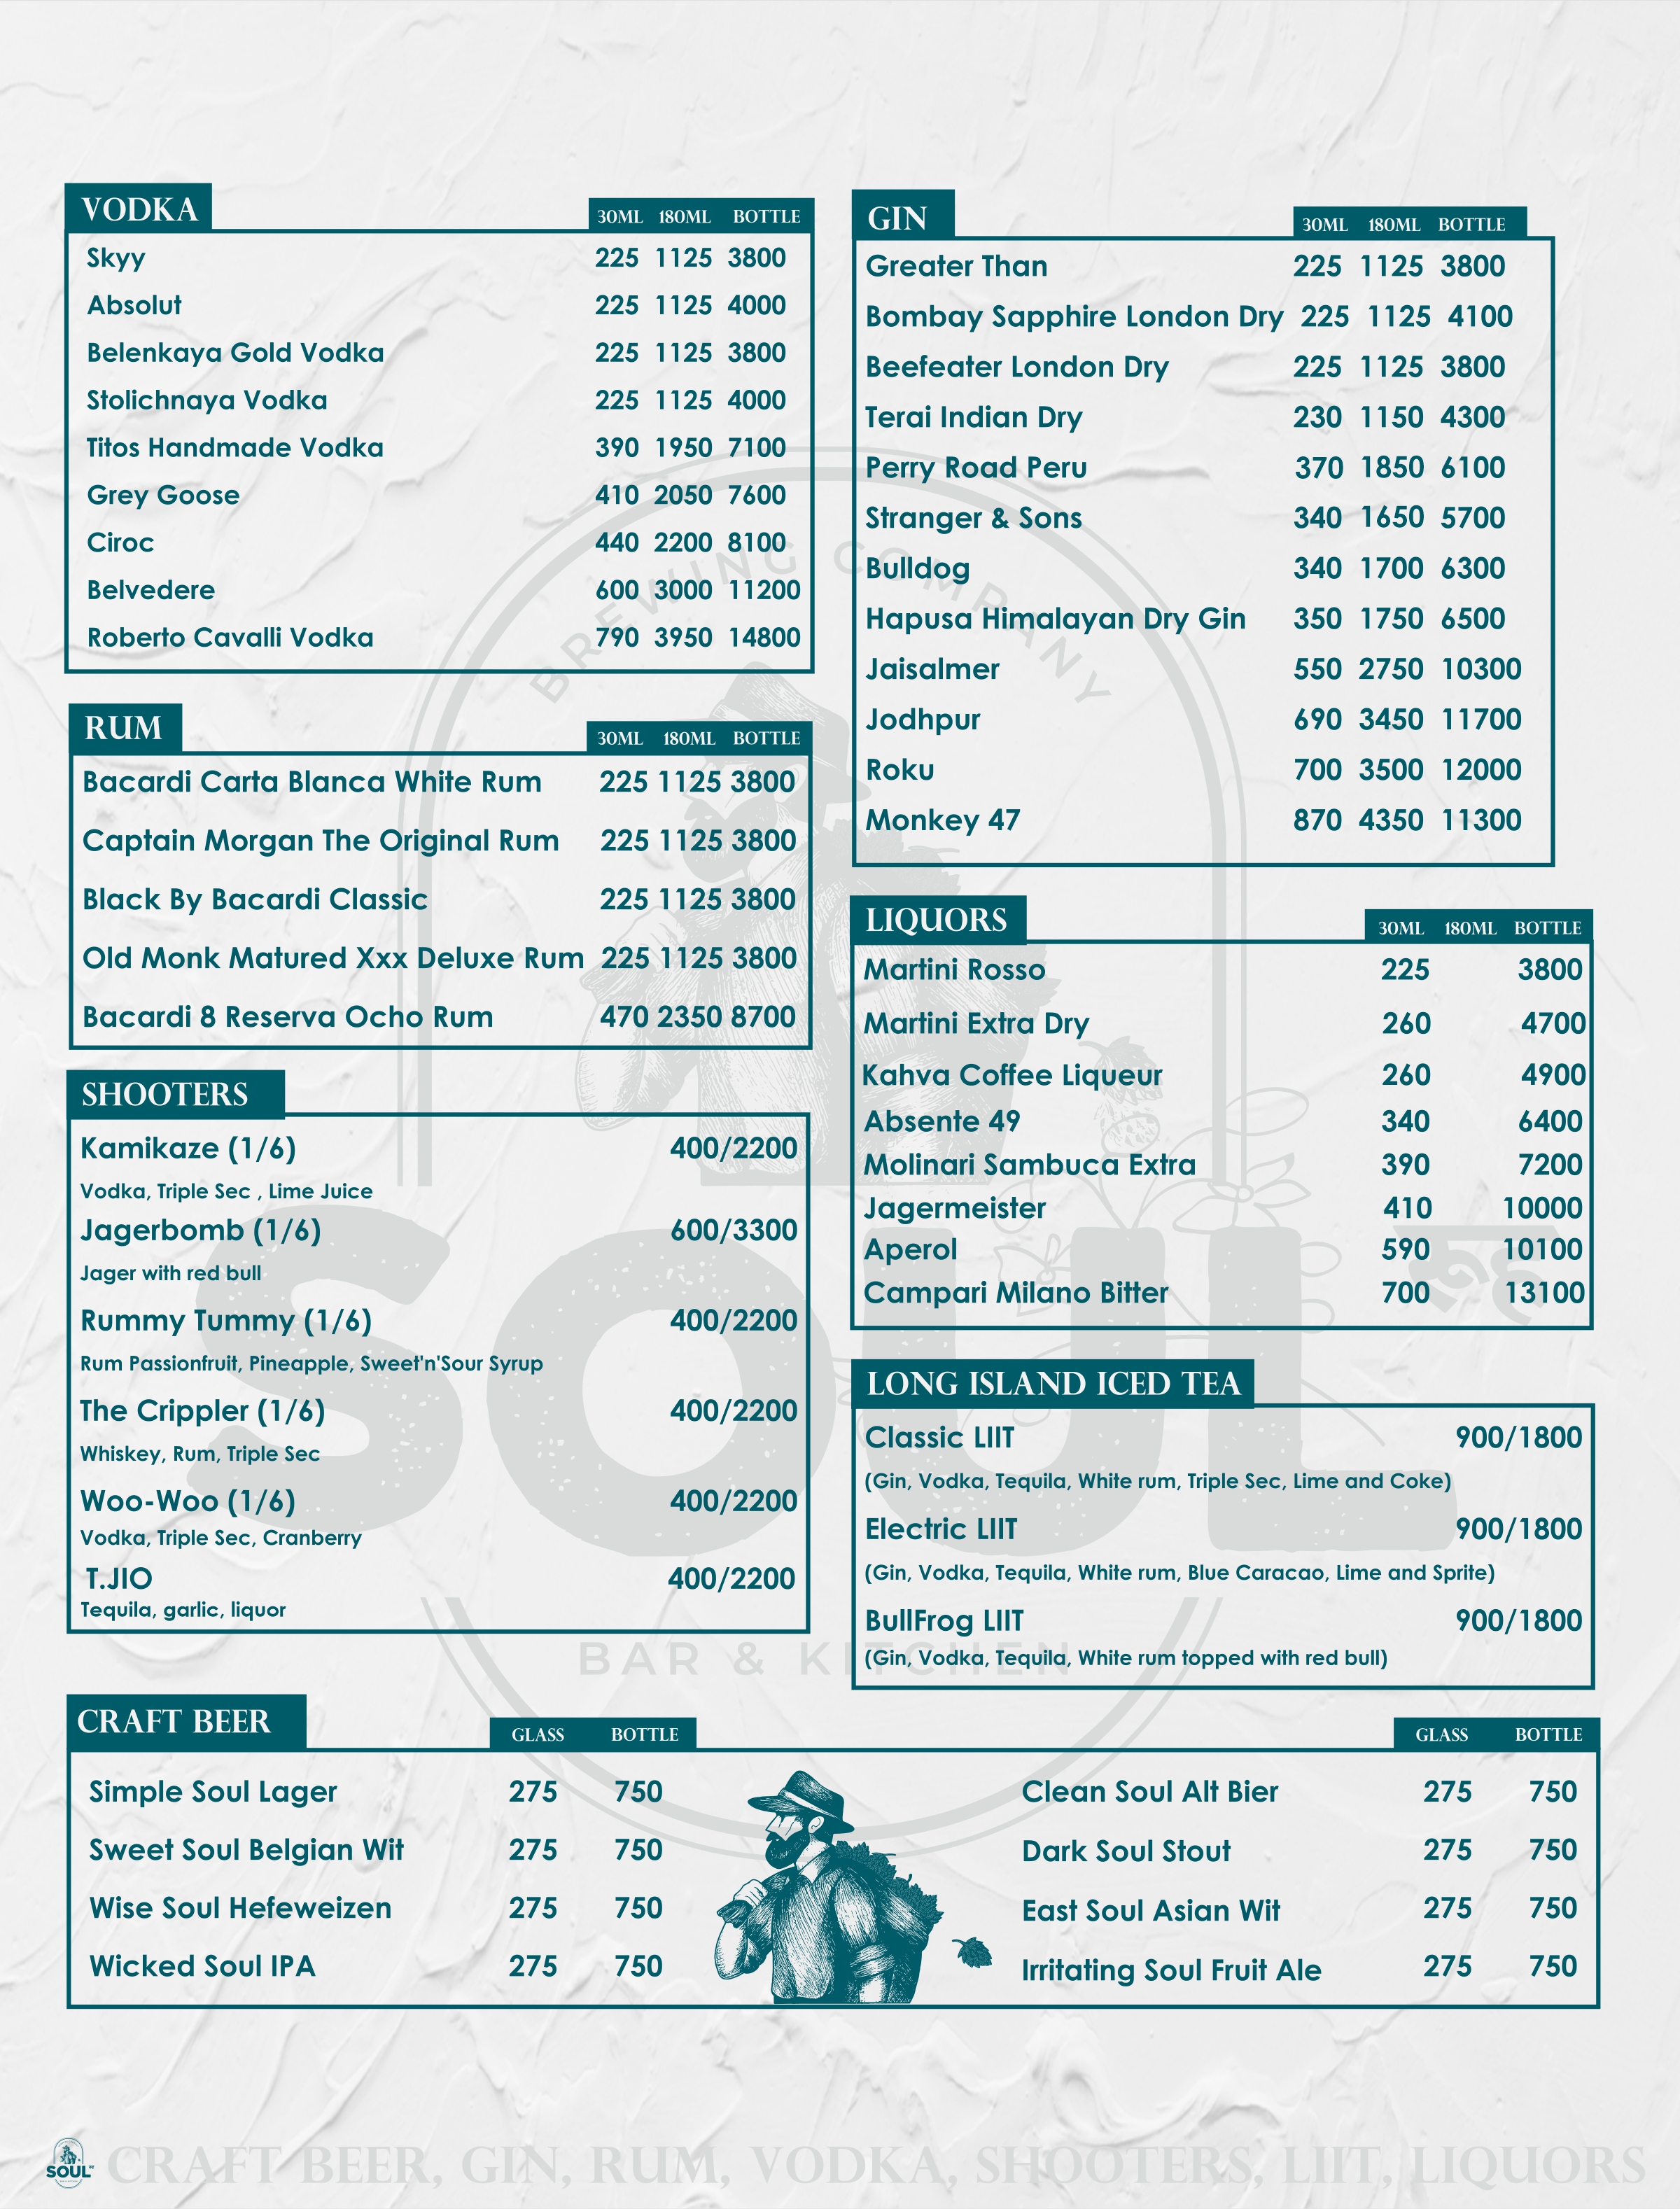 VODKA
30ML 180ML BOTTLE
Skyy 225 1125 3800
Absolut 225 1125 4000
Belenkaya Gold Vodka 225 1125 3800
Stolichnaya Vodka 225 1125 4000
Titos Handmade Vodka 390 1950 7100
Grey Goose 410 2050 7600
Ciroc 440 2200 8100
Belvedere 600 3000 11200
Roberto Cavalli Vodka 790 3950 14800
RUM
30ML 180ML BOTTLE
Bacardi Carta Blanca White Rum 225 1125 3800
Captain Morgan The Original Rum 225 1125 3800
Black By Bacardi Classic 225 1125 3800
Old Monk Matured Xxx Deluxe Rum 225 1125 3800
Bacardi 8 Reserva Ocho Rum 470 2350 8700
SHOOTERS
Kamikaze (1/6) 400/2200
Vodka, Triple Sec , Lime Juice
Jagerbomb (1/6) 600/3300
Jager with red bull
Rummy Tummy (1/6) 400/2200
Rum Passionfruit, Pineapple, Sweet'n'Sour Syrup
The Crippler (1/6) 400/2200
Whiskey, Rum, Triple Sec
Woo-Woo (1/6) 400/2200
Vodka, Triple Sec, Cranberry
T.JIO 400/2200
Tequila, garlic, liquor
GIN
30ML 180ML BOTTLE
Greater Than 225 1125 3800
Bombay Sapphire London Dry 225 1125 4100
Beefeater London Dry 225 1125 3800
Terai Indian Dry 230 1150 4300
Perry Road Peru 370 1850 6100
Stranger & Sons 340 1650 5700
Bulldog 340 1700 6300
Hapusa Himalayan Dry Gin 350 1750 6500
Jaisalmer 550 2750 10300
Jodhpur 690 3450 11700
Roku 700 3500 12000
Monkey 47 870 4350 11300
LIQUORS
30ML 180ML BOTTLE
Martini Rosso 225 3800
Martini Extra Dry 260 4700
Kahva Coffee Liqueur 260 4900
Absente 49 340 6400
Molinari Sambuca Extra 390 7200
Jagermeister 410 10000
Aperol 590 10100
Campari Milano Bitter 700 13100
LONG ISLAND ICED TEA
Classic LIIT 900/1800
(Gin, Vodka, Tequila, White rum, Triple Sec, Lime and Coke)
Electric LIIT 900/1800
(Gin, Vodka, Tequila, White rum, Blue Caracao, Lime and Sprite)
BullFrog LIIT 900/1800
(Gin, Vodka, Tequila, White rum topped with red bull)
BREWING COMPANY
SOUL
BAR & KITCHEN
CRAFT BEER
GLASS BOTTLE
Simple Soul Lager 275 750
Sweet Soul Belgian Wit 275 750
Wise Soul Hefeweizen 275 750
Wicked Soul IPA 275 750
GLASS BOTTLE
Clean Soul Alt Bier 275 750
Dark Soul Stout 275 750
East Soul Asian Wit 275 750
Irritating Soul Fruit Ale 275 750
SOUL
CRAFT BEER, GIN, RUM, VODKA, SHOOTERS, LIIT, LIQUORS